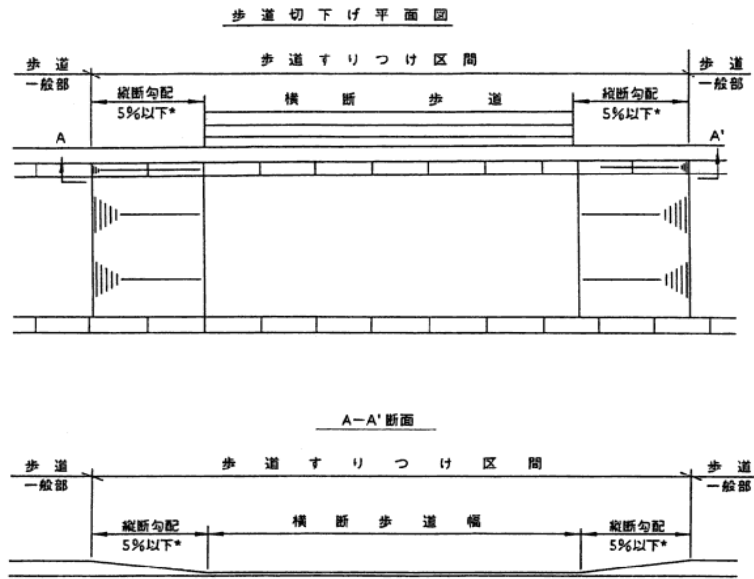 歩道切下げ平面図
歩道すりつけ区間
歩道
一般部
歩道
一般部
縦断勾配
5%以下*
横断歩道
縦断勾配
5%以下*
A
A'
A-A'断面
歩道すりつけ区間
歩道
一般部
歩道
一般部
縦断勾配
5%以下*
横断歩道幅
縦断勾配
5%以下*